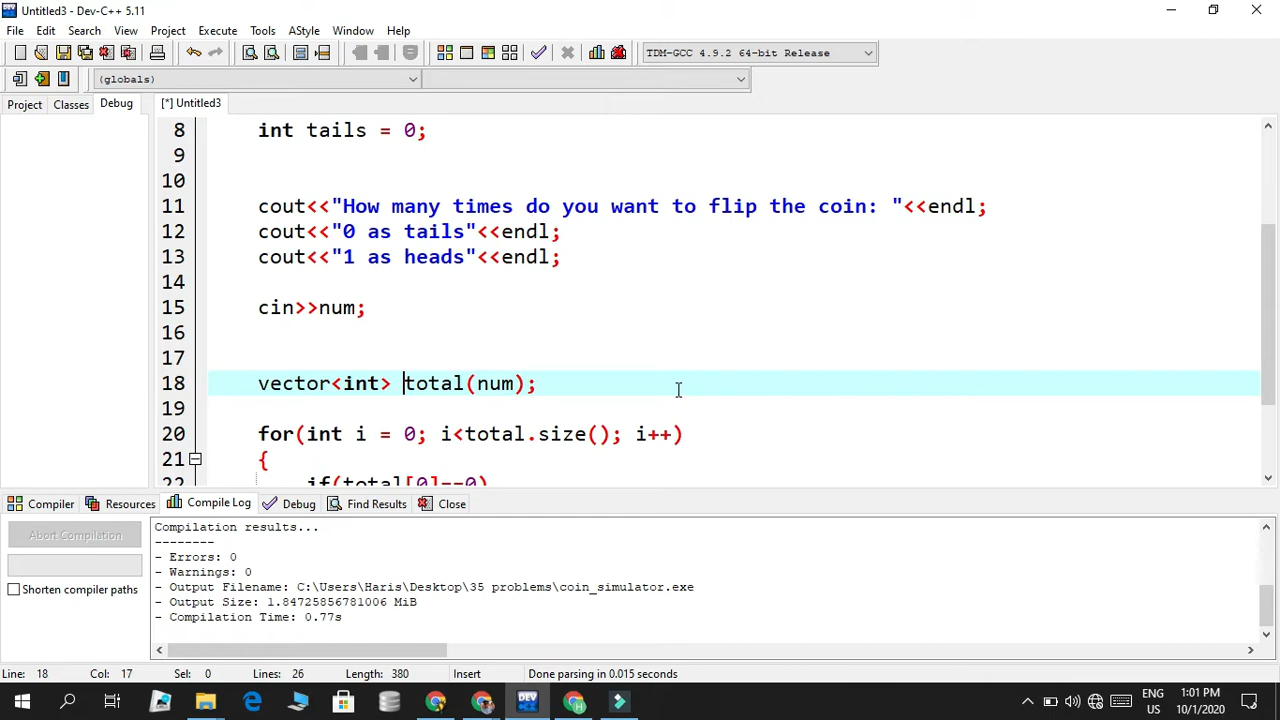 Untitled3 - Dev-C++ 5.11
File Edit Search View Project Execute Tools AStyle Window Help
TDM-GCC 4.9.2 64-bit Release
(globals)
Project Classes Debug [*] Untitled3
8 int tails = 0;
9
10
11 cout<<"How many times do you want to flip the coin: "<<endl;
12 cout<<"0 as tails"<<endl;
13 cout<<"1 as heads"<<endl;
14
15 cin>>num;
16
17
18 vector<int> total(num);
19
20 for(int i = 0; i<total.size(); i++)
21 {
22 if(total[0]==0)
Compiler Resources Compile Log Debug Find Results Close
Abort Compilation
Shorten compiler paths
Compilation results...
--------
- Errors: 0
- Warnings: 0
- Output Filename: C:\Users\Haris\Desktop\35 problems\coin_simulator.exe
- Output Size: 1.84725856781006 MiB
- Compilation Time: 0.77s
Line: 18 Col: 17 Sel: 0 Lines: 26 Length: 380 Insert Done parsing in 0.015 seconds
DEV
H
ENG
US
1:01 PM
10/1/2020